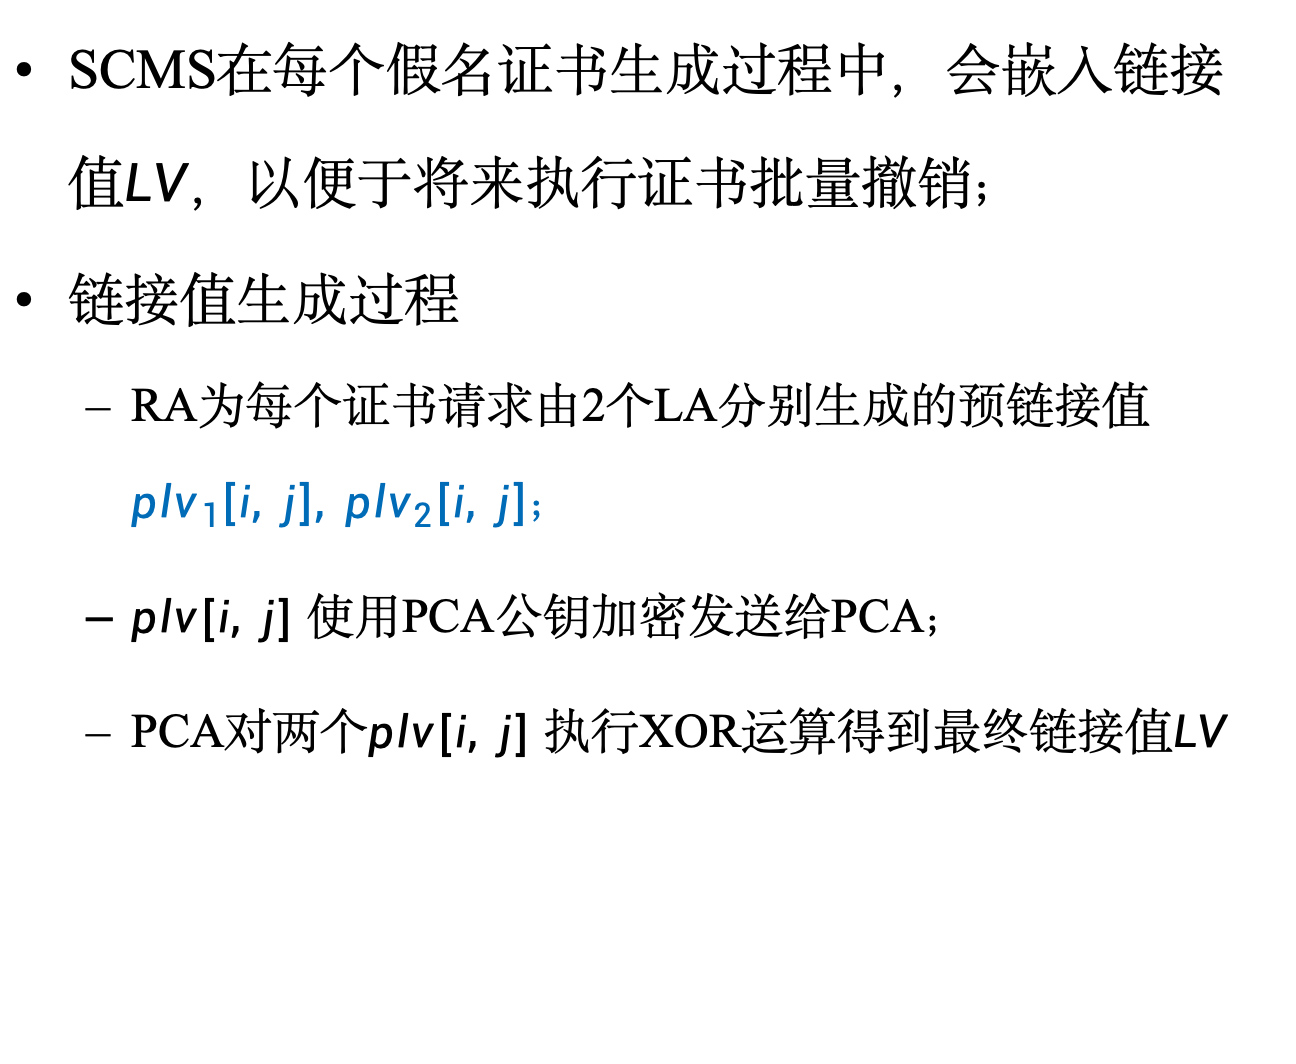 • SCMS在每个假名证书生成过程中，会嵌入链接
值LV，以便于将来执行证书批量撤销；
• 链接值生成过程
– RA为每个证书请求由2个LA分别生成的预链接值
plv₁[i, j], plv₂[i, j]；
– plv[i, j] 使用PCA公钥加密发送给PCA；
– PCA对两个plv[i, j] 执行XOR运算得到最终链接值LV